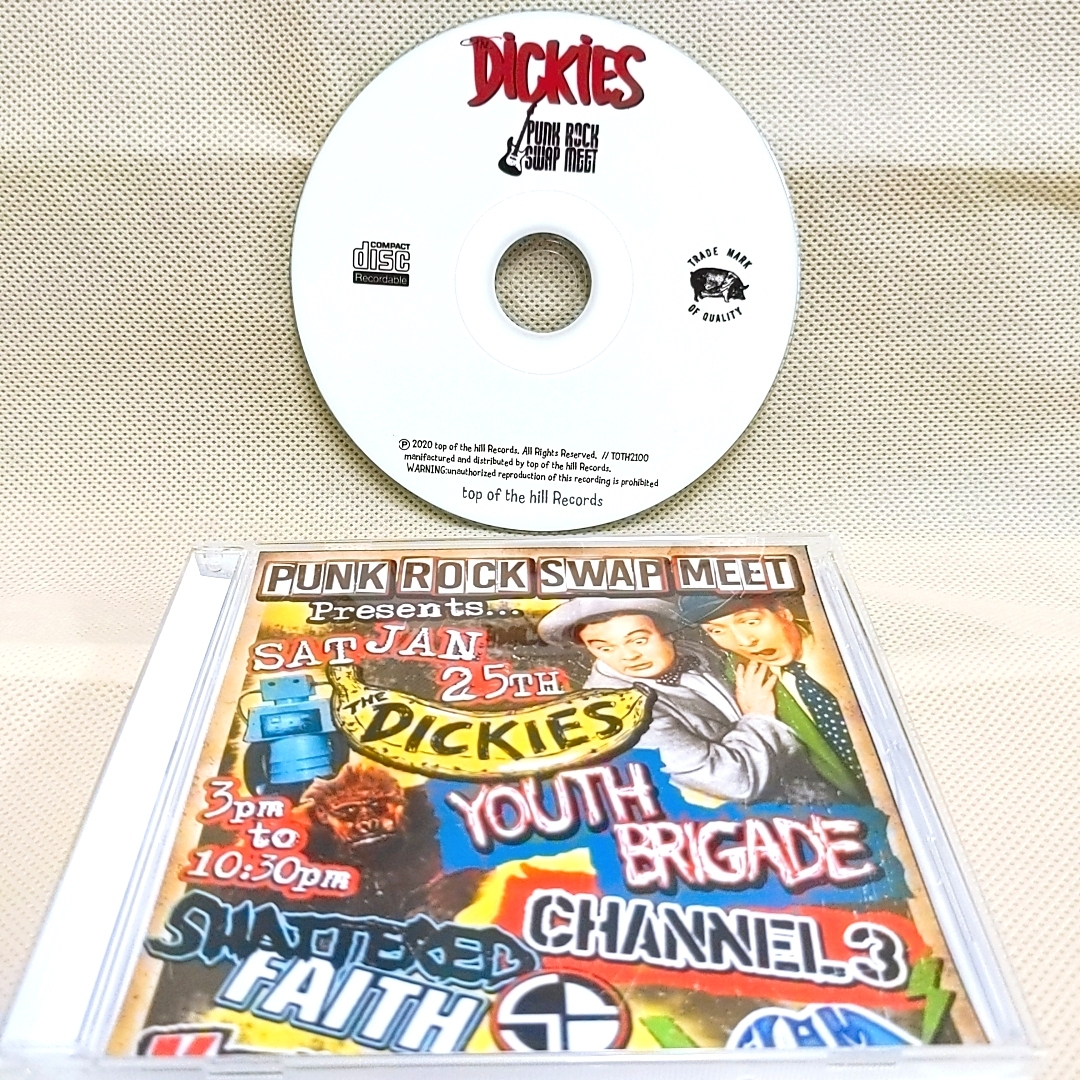 THE DICKIES
PUNK ROCK
SWAP MEET
COMPACT
disc
Recordable
TRADE MARK
OF QUALITY
Ⓟ 2020 top of the hill Records. All Rights Reserved. // TOTH2100
manifactured and distributed by top of the hill Records.
WARNING:unauthorized reproduction of this recording is prohibited
top of the hill Records
PUNK ROCK SWAP MEET
Presents...
SAT JAN
25TH
THE DICKIES
3pm
to
10:30pm
YOUTH
BRIGADE
CHANNEL 3
SHATTERED
FAITH